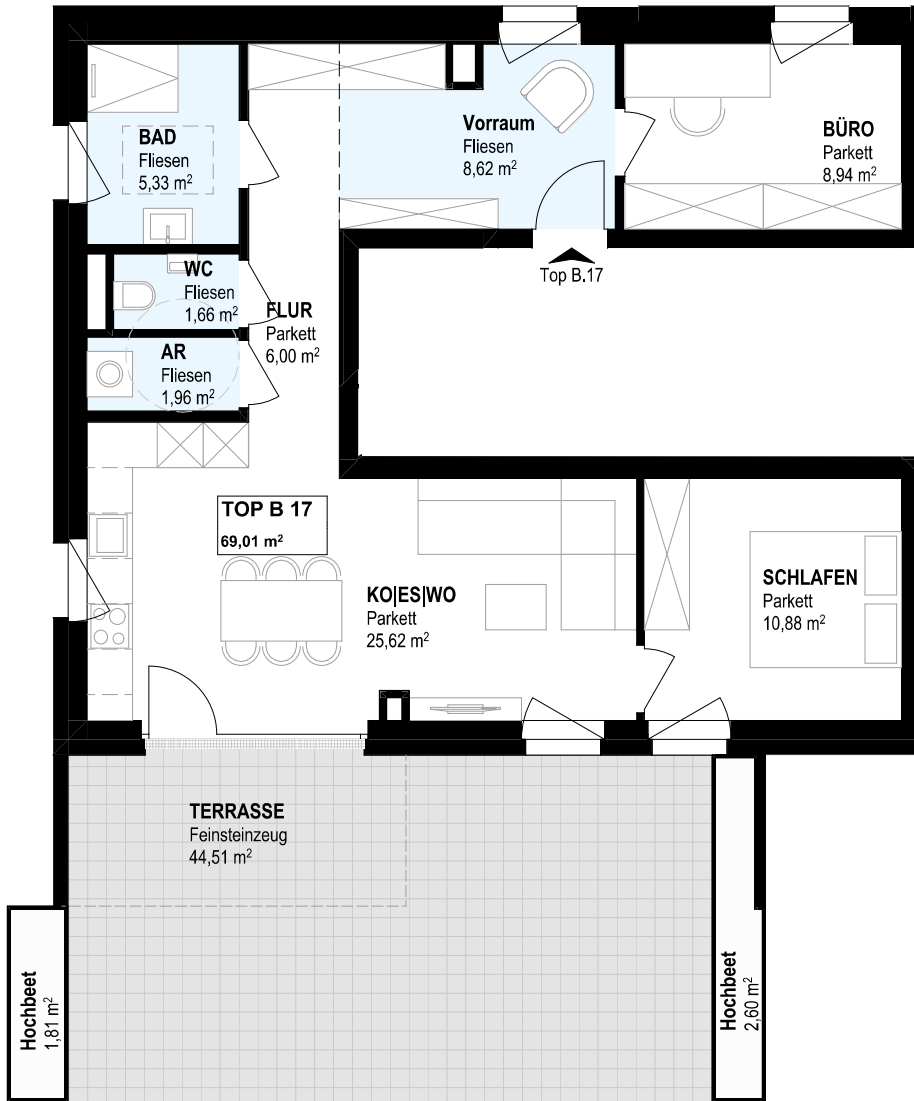 BAD
Fliesen
5,33 m²
Vorraum
Fliesen
8,62 m²
BÜRO
Parkett
8,94 m²
WC
Fliesen
1,66 m²
Top B.17
FLUR
Parkett
6,00 m²
AR
Fliesen
1,96 m²
TOP B 17
69,01 m²
KO|ES|WO
Parkett
25,62 m²
SCHLAFEN
Parkett
10,88 m²
TERRASSE
Feinsteinzeug
44,51 m²
Hochbeet
1,81 m²
Hochbeet
2,60 m²